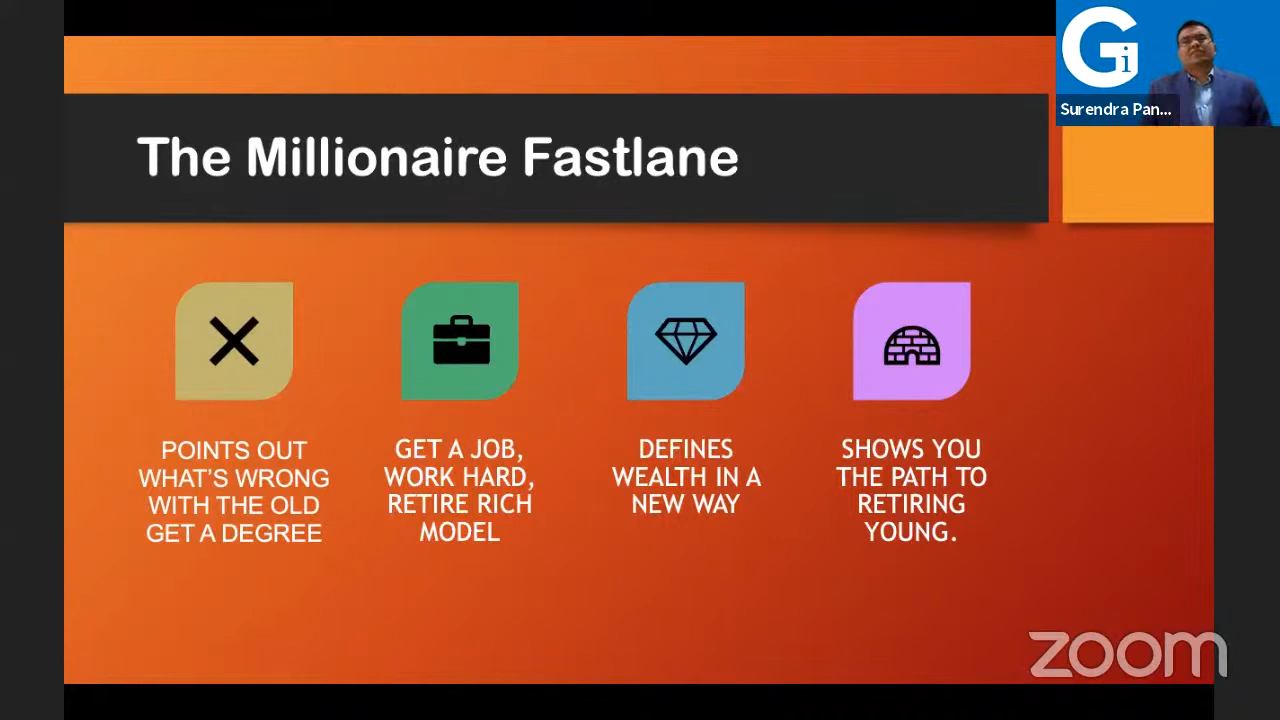 Gi
Surendra Pan...
The Millionaire Fastlane
POINTS OUT
WHAT'S WRONG
WITH THE OLD
GET A DEGREE
GET A JOB,
WORK HARD,
RETIRE RICH
MODEL
DEFINES
WEALTH IN A
NEW WAY
SHOWS YOU
THE PATH TO
RETIRING
YOUNG.
zoom